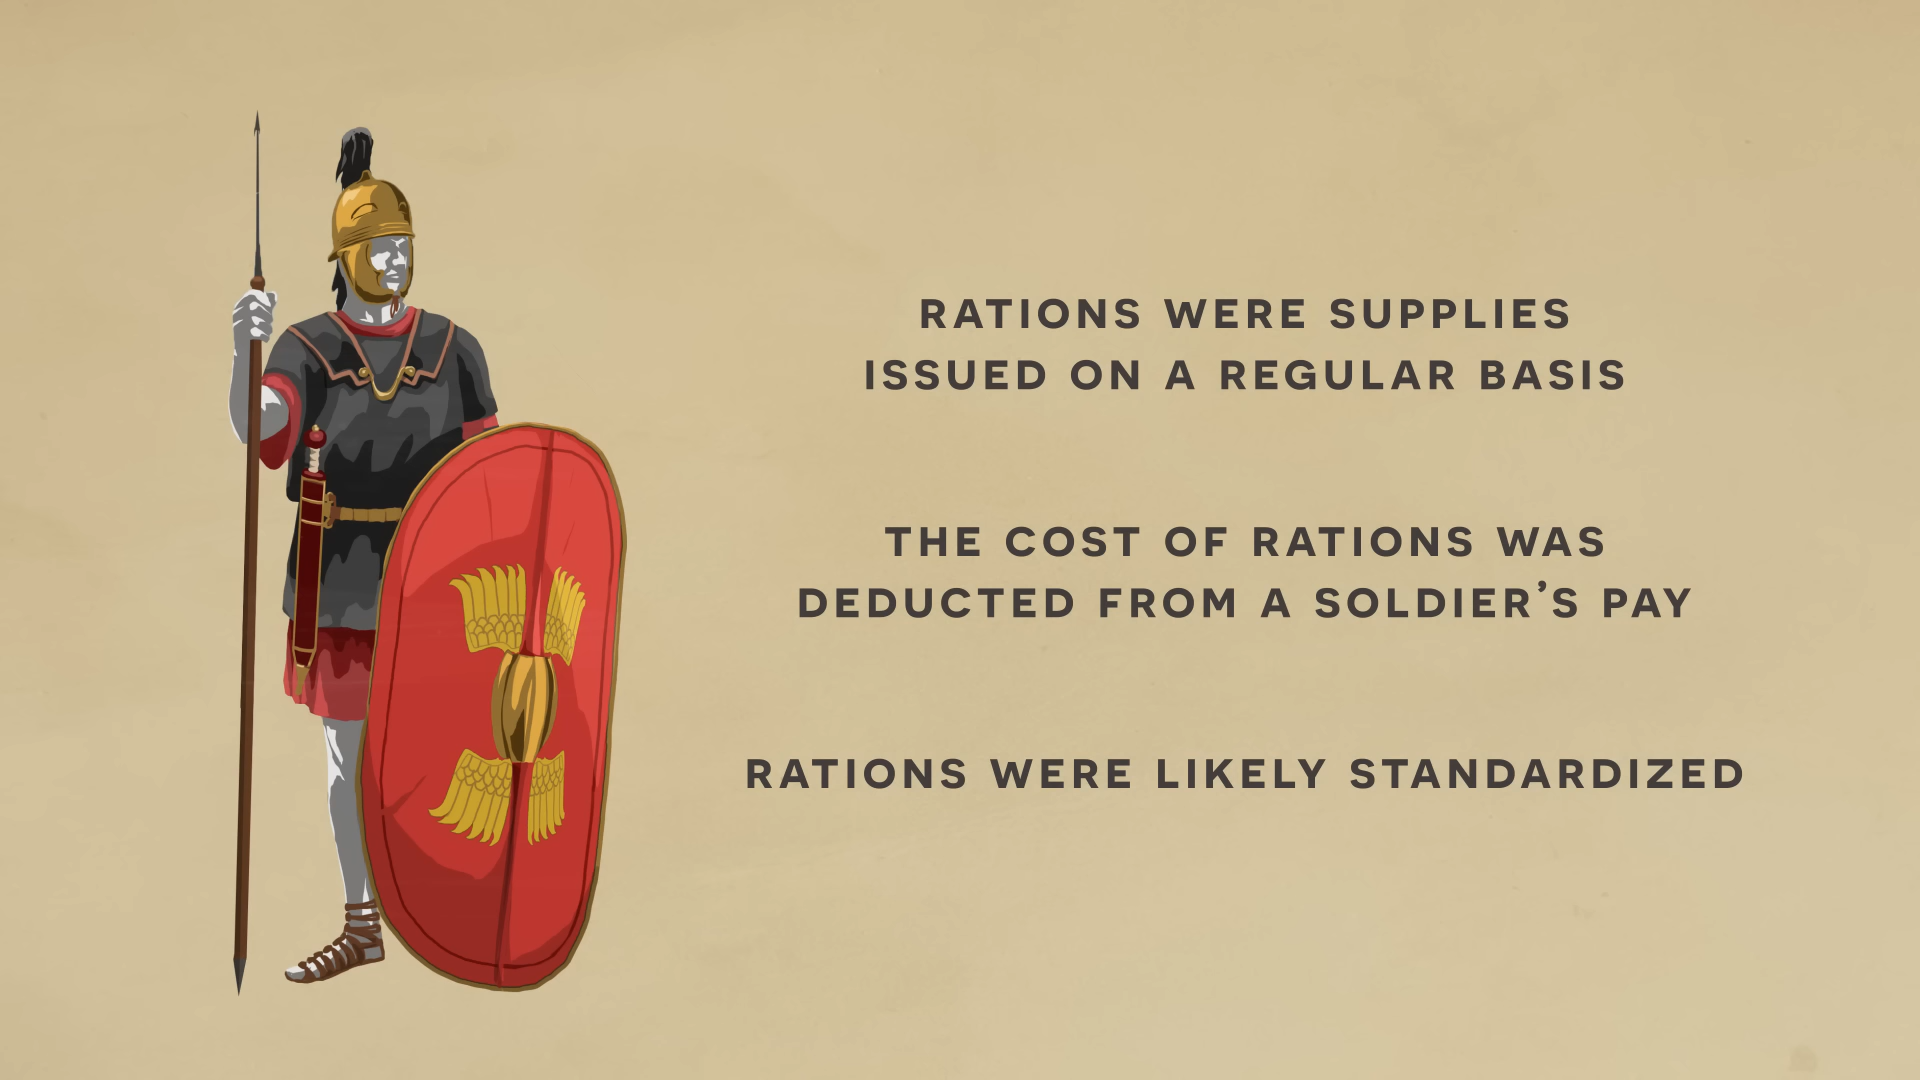 RATIONS WERE SUPPLIES
ISSUED ON A REGULAR BASIS
THE COST OF RATIONS WAS
DEDUCTED FROM A SOLDIER'S PAY
RATIONS WERE LIKELY STANDARDIZED